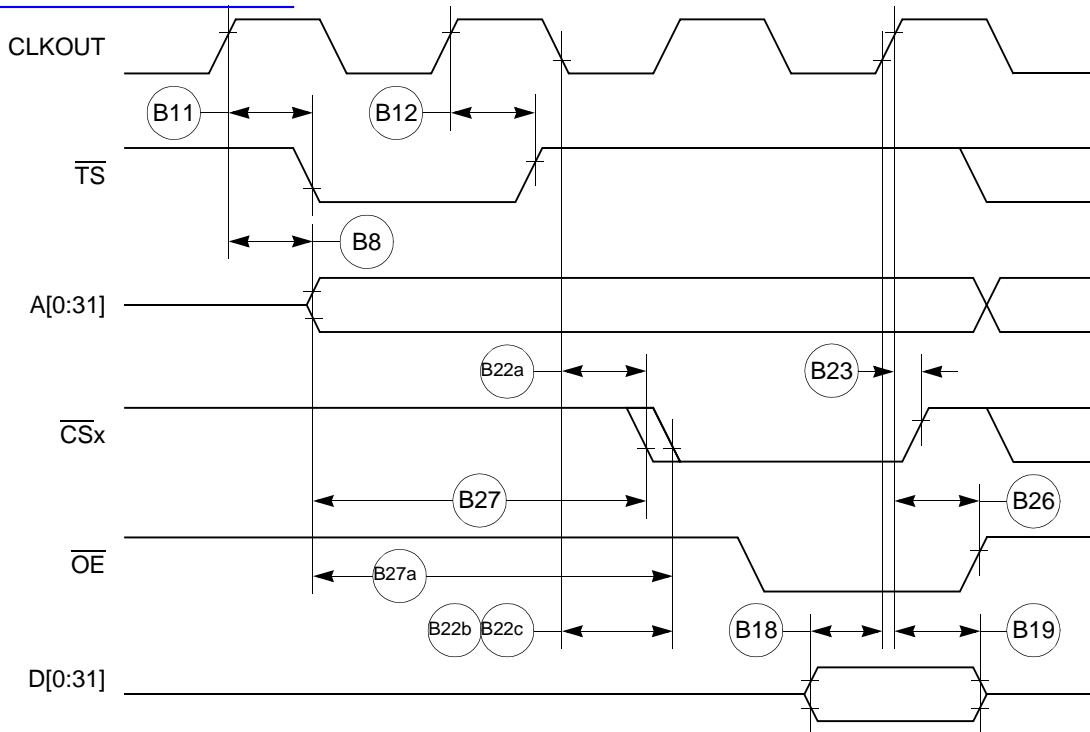 CLKOUT
B11
B12
TS
B8
A[0:31]
B22a
B23
CSx
B27
B26
OE
B27a
B22b B22c
B18
B19
D[0:31]